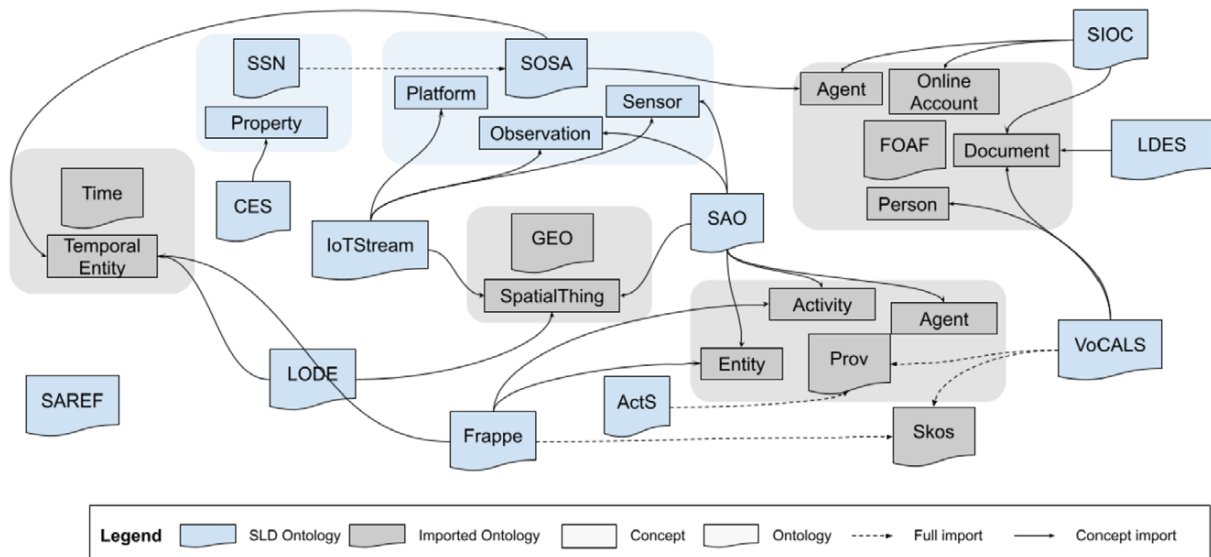 SIOC
SSN
SOSA
Agent
Online
Account
Platform
Sensor
Property
Observation
FOAF
Document
LDES
Time
CES
Person
Temporal
Entity
IoTStream
GEO
SAO
SpatialThing
Activity
Agent
Entity
Prov
VoCALS
LODE
SAREF
ActS
Frappe
Skos
Legend
SLD Ontology
Imported Ontology
Concept
Ontology
Full import
Concept import